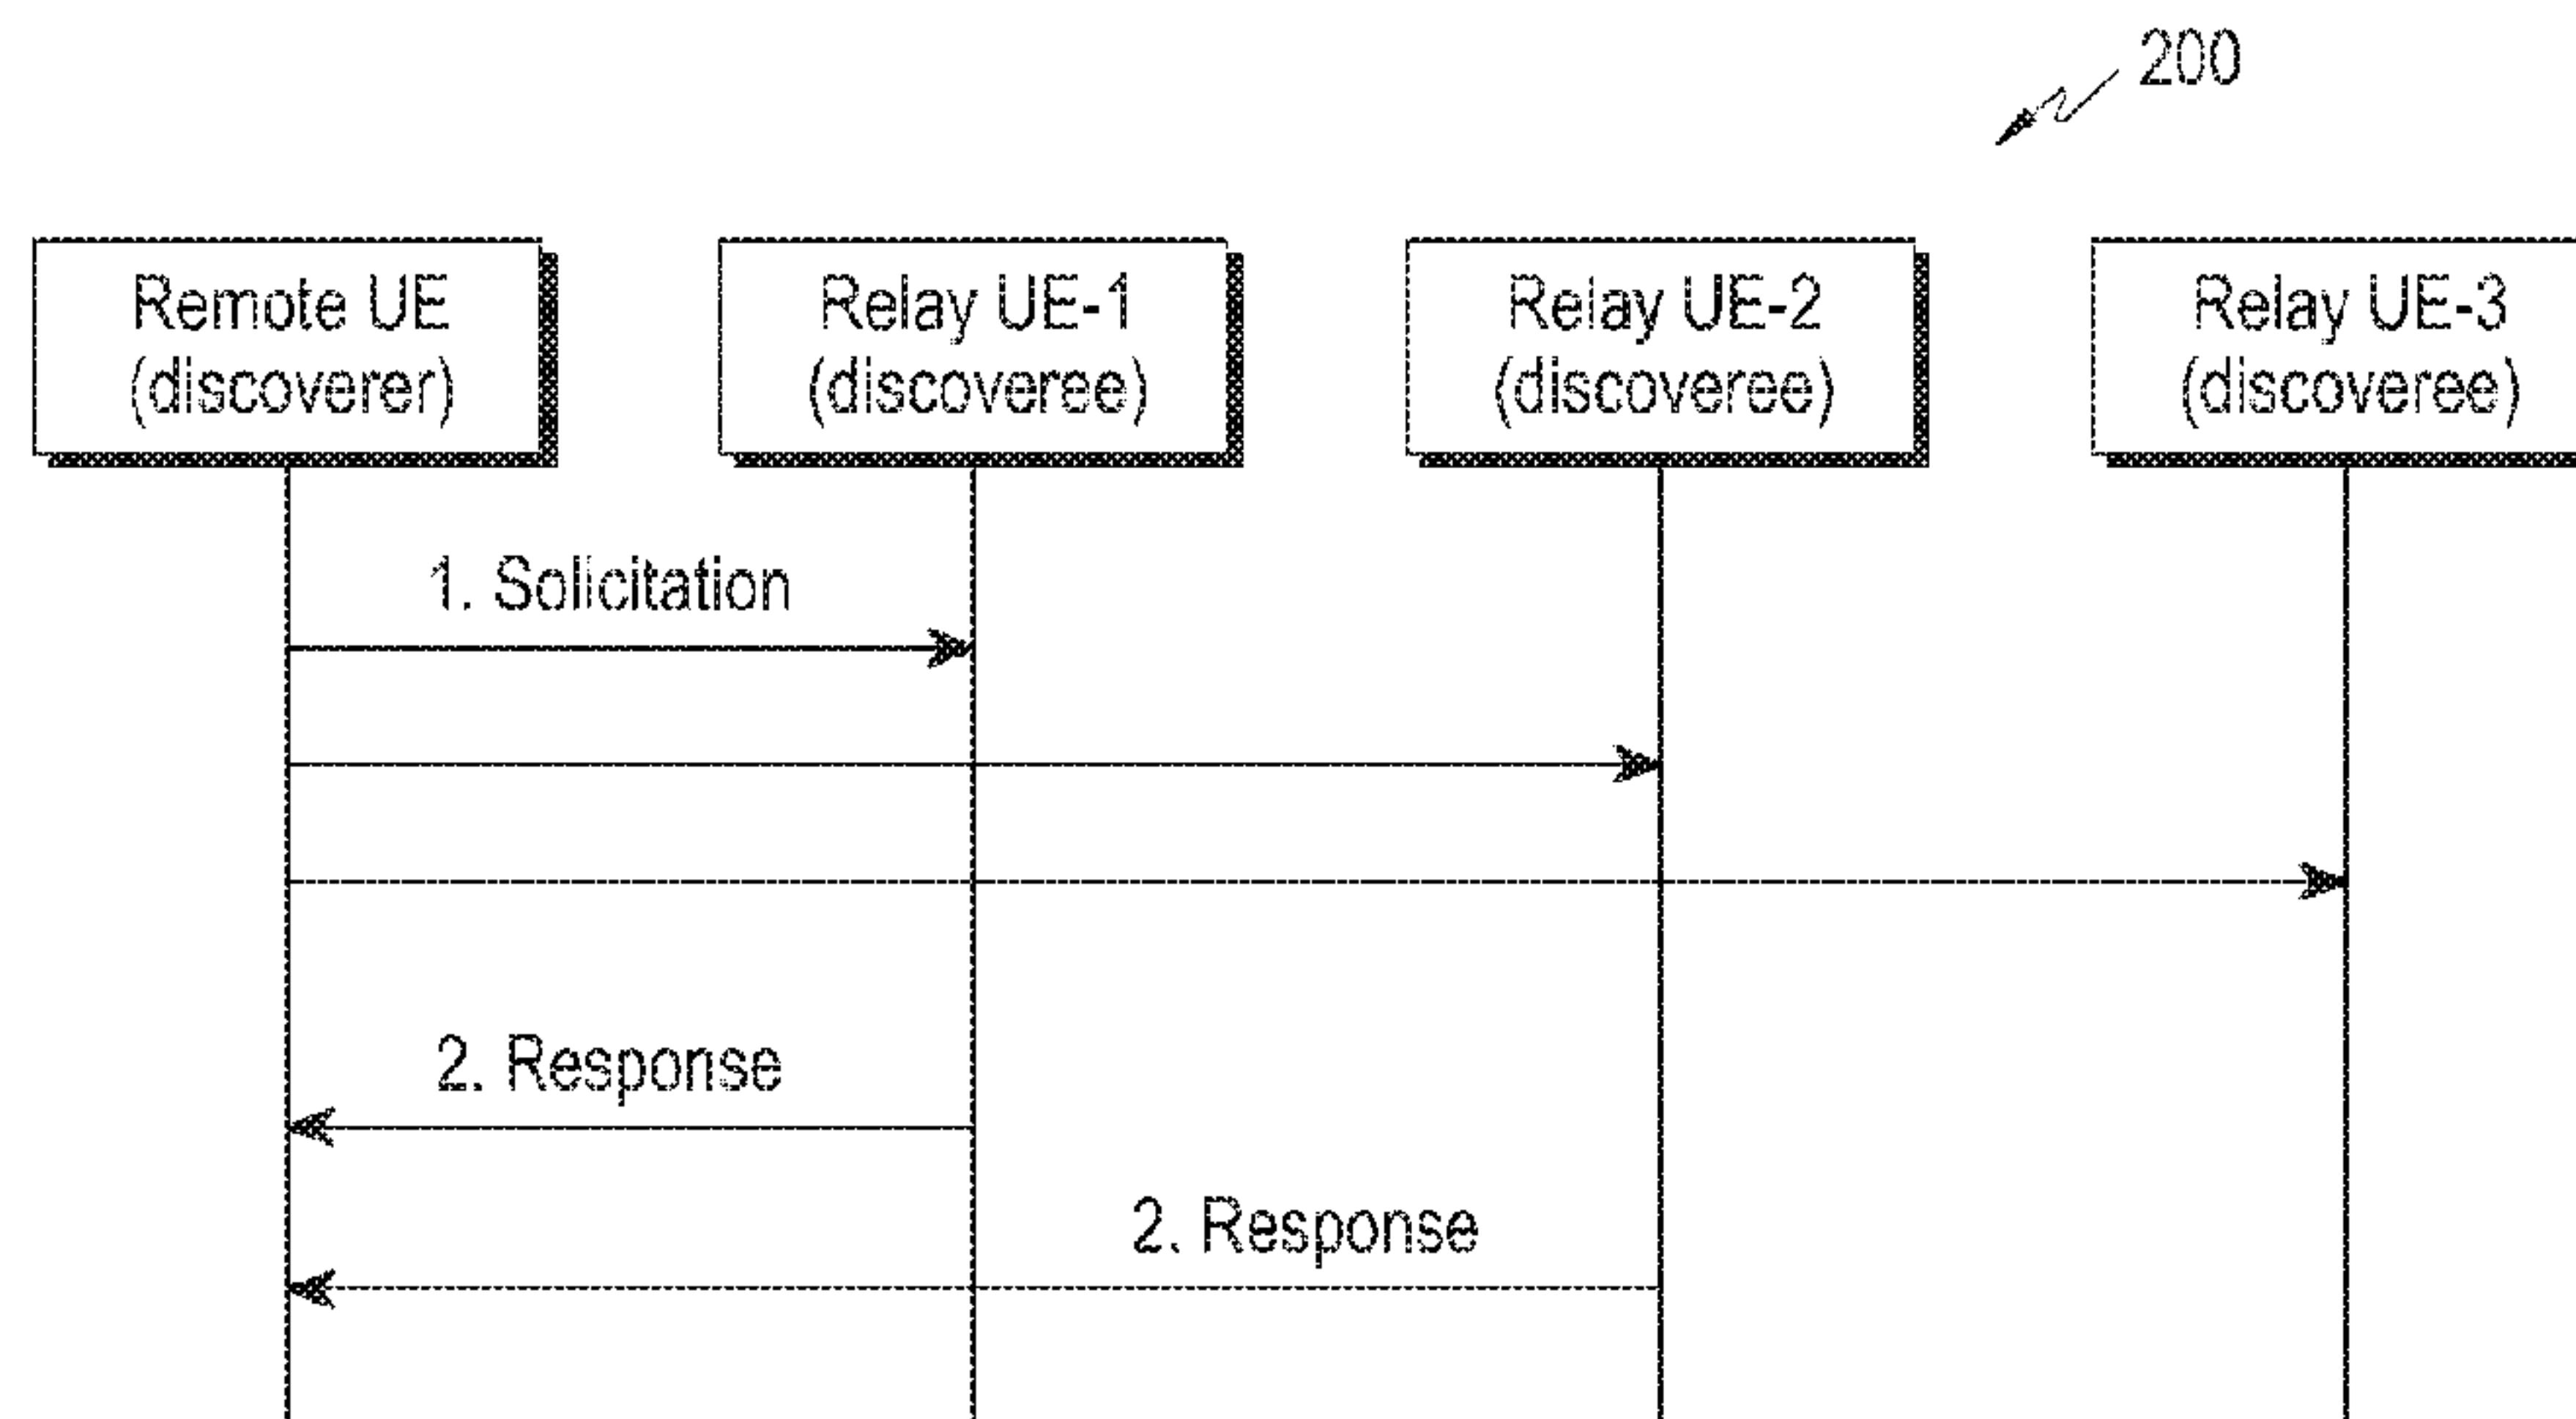 200
Remote UE
(discoverer)
Relay UE-1
(discoveree)
Relay UE-2
(discoveree)
Relay UE-3
(discoveree)
1. Solicitation
2. Response
2. Response